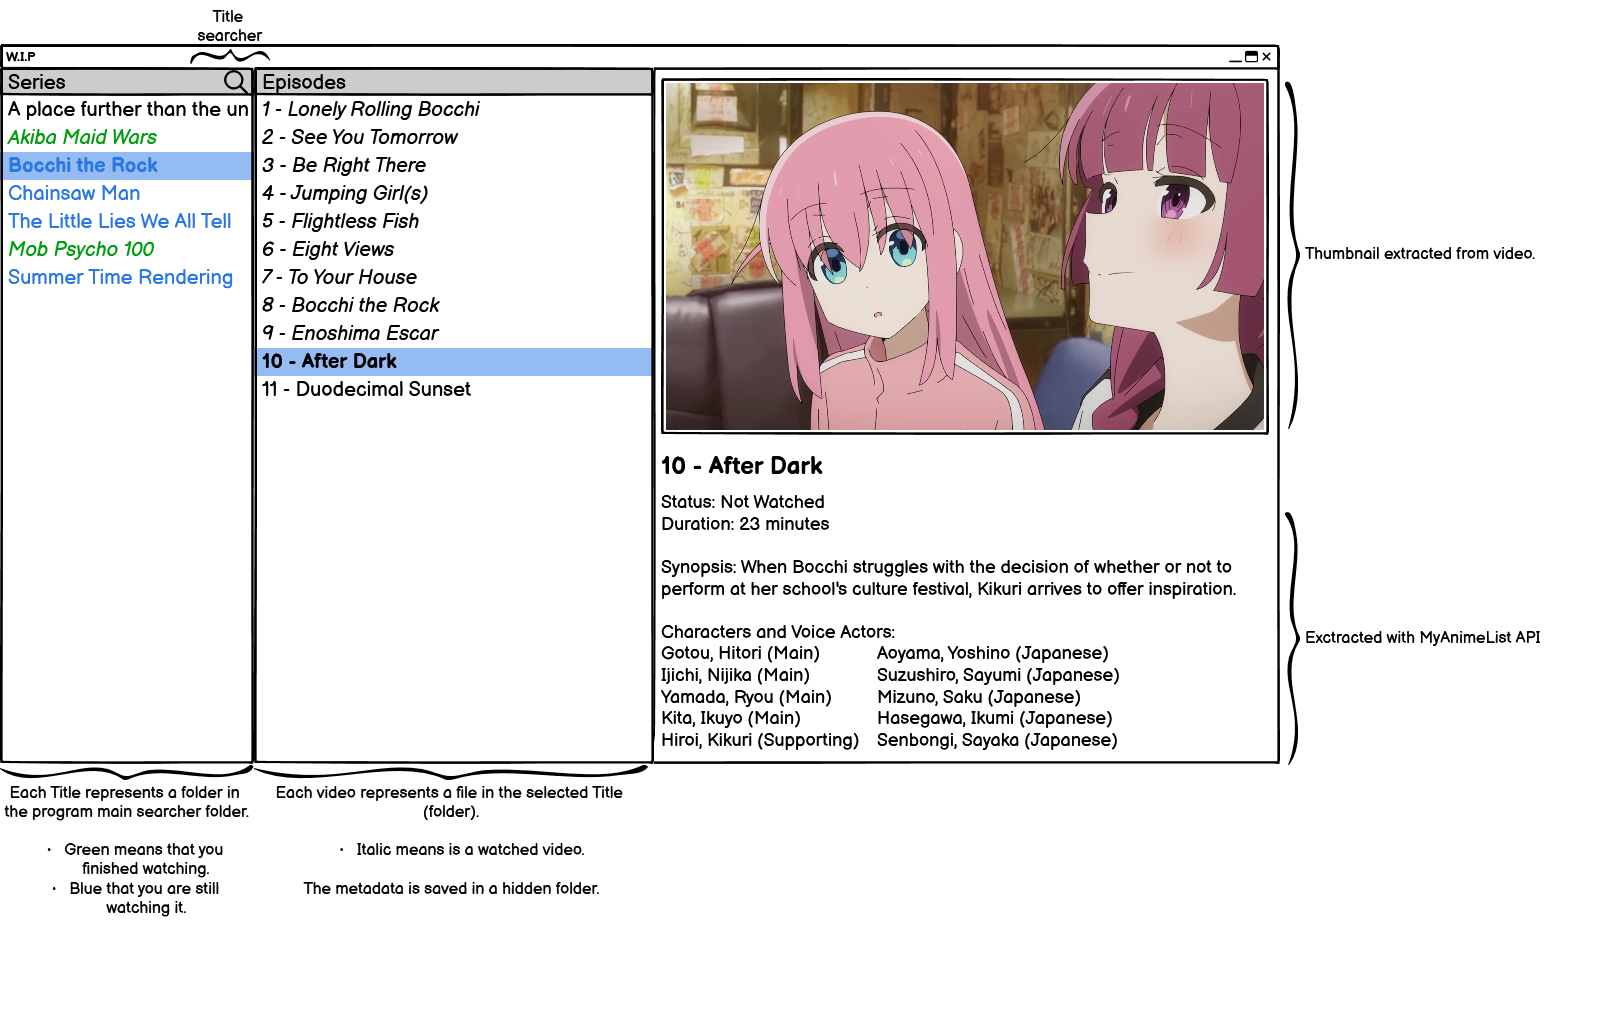 Title
searcher
W.I.P
Series
A place further than the un
Akiba Maid Wars
Bocchi the Rock
Chainsaw Man
The Little Lies We All Tell
Mob Psycho 100
Summer Time Rendering
Episodes
1 - Lonely Rolling Bocchi
2 - See You Tomorrow
3 - Be Right There
4 - Jumping Girl(s)
5 - Flightless Fish
6 - Eight Views
7 - To Your House
8 - Bocchi the Rock
9 - Enoshima Escar
10 - After Dark
11 - Duodecimal Sunset
10 - After Dark
Status: Not Watched
Duration: 23 minutes
Synopsis: When Bocchi struggles with the decision of whether or not to
perform at her school's culture festival, Kikuri arrives to offer inspiration.
Characters and Voice Actors:
Gotou, Hitori (Main) Aoyama, Yoshino (Japanese)
Ijichi, Nijika (Main) Suzushiro, Sayumi (Japanese)
Yamada, Ryou (Main) Mizuno, Saku (Japanese)
Kita, Ikuyo (Main) Hasegawa, Ikumi (Japanese)
Hiroi, Kikuri (Supporting) Senbongi, Sayaka (Japanese)
Thumbnail extracted from video.
Exctracted with MyAnimeList API
Each Title represents a folder in
the program main searcher folder.
• Green means that you
finished watching.
• Blue that you are still
watching it.
Each video represents a file in the selected Title
(folder).
• Italic means is a watched video.
The metadata is saved in a hidden folder.